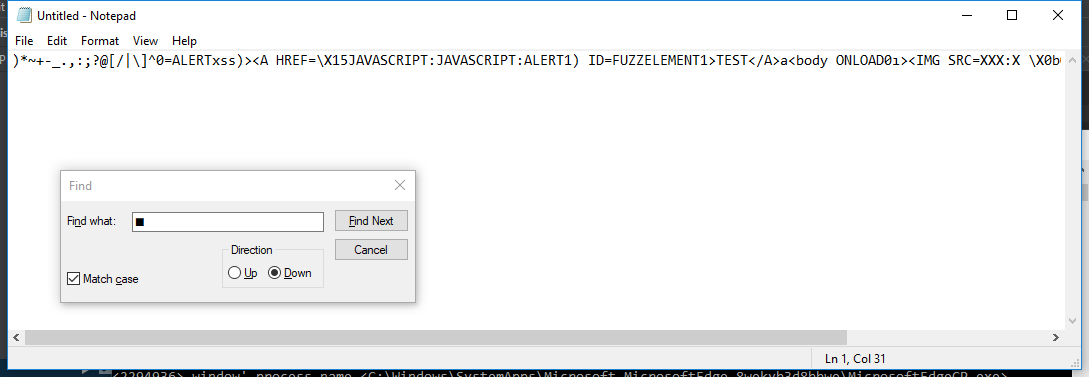 Untitled - Notepad
File Edit Format View Help
)*~+-_.,:;?@[/|\]^0=ALERTxss)><A HREF=\X15JAVASCRIPT:JAVASCRIPT:ALERT1) ID=FUZZELEMENT1>TEST</A>a<body ONLOAD0ı><IMG SRC=XXX:X \X0b
Find
Find what: ■ Find Next
Direction Cancel
Match case Up Down
Ln 1, Col 31
<2294936> window' process name <C:\Windows\SystemApps\Microsoft.MicrosoftEdge_8wekyb3d8bbwe\MicrosoftEdgeCP.exe>